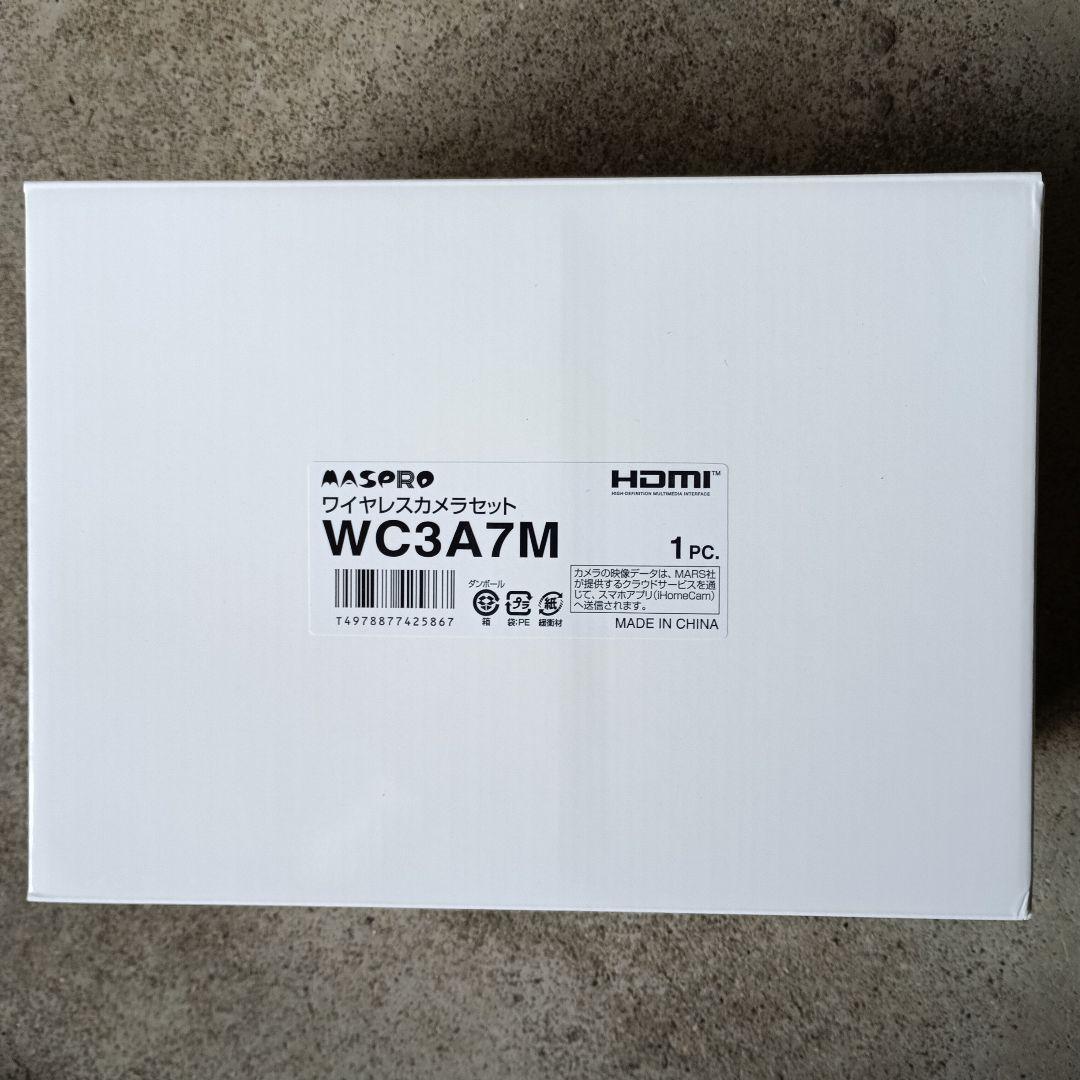 MASPRO
HDMI™
HIGH-DEFINITION MULTIMEDIA INTERFACE
ワイヤレスカメラセット
WC3A7M
1 PC.
T4978877425867
ダンボール
箱
プラ
袋:PE
紙
緩衝材
カメラの映像データは、MARS社
が提供するクラウドサービスを通
じて、スマホアプリ(iHomeCam)
へ送信されます。
MADE IN CHINA